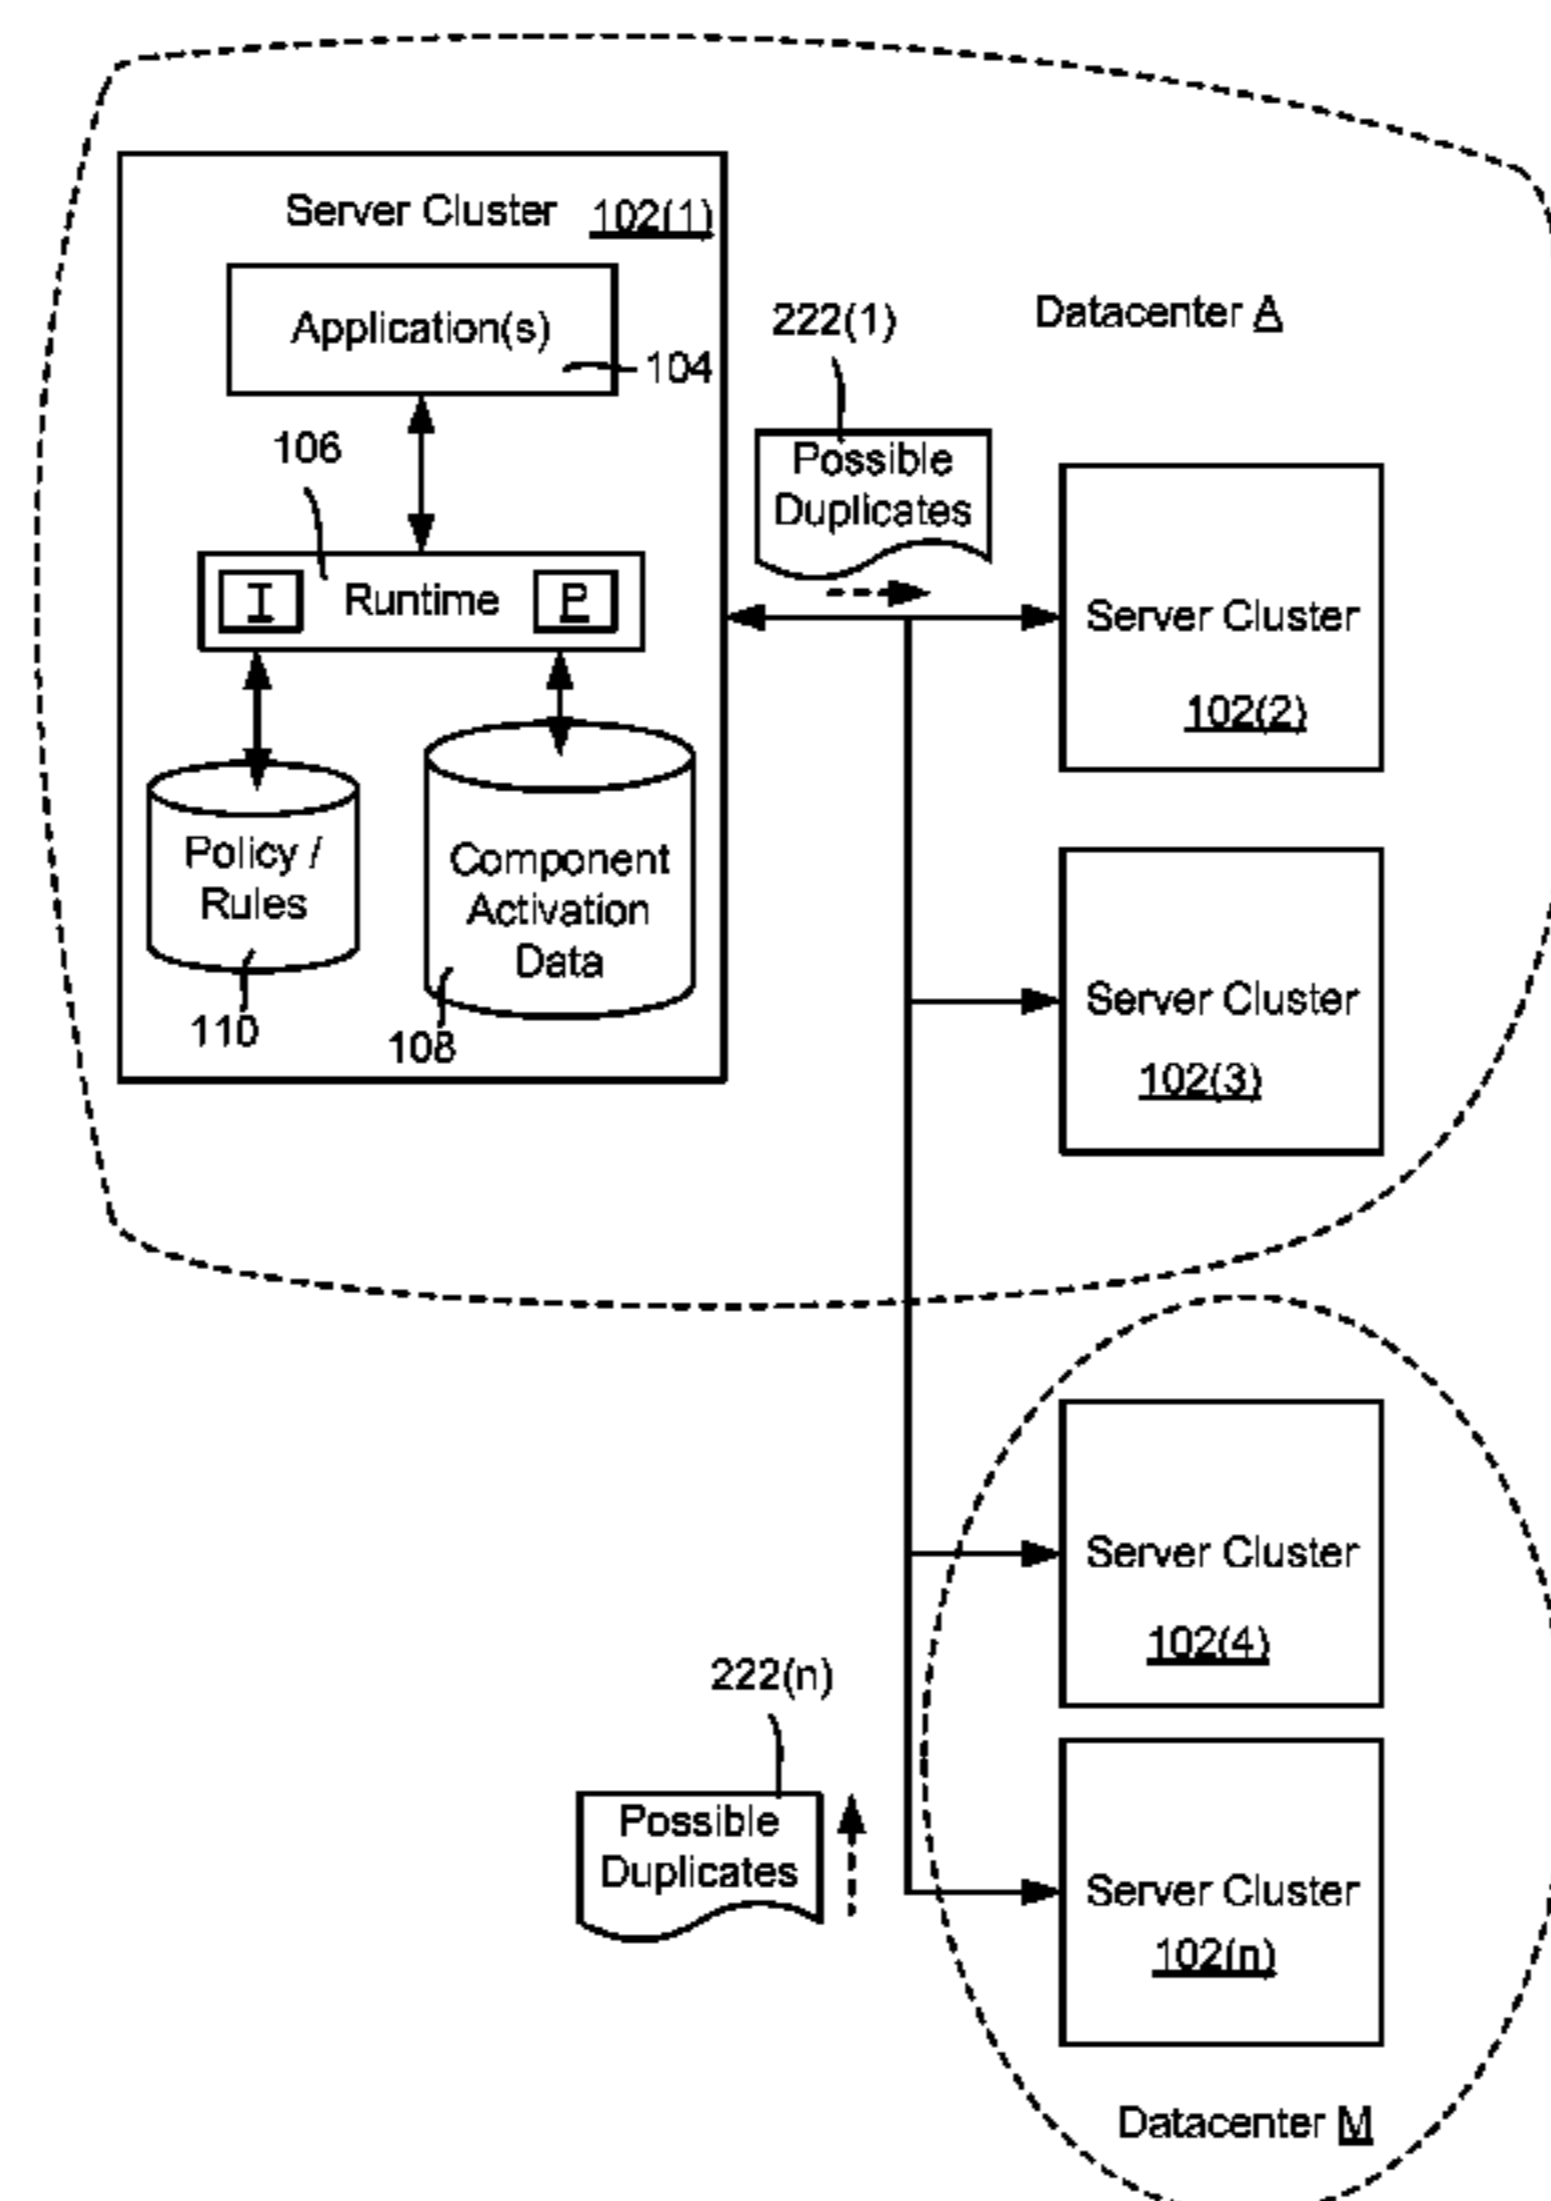 Server Cluster 102(1)
Application(s)
104
106
I Runtime P
Policy /
Rules
110
Component
Activation
Data
108
222(1)
Possible
Duplicates
Datacenter A
Server Cluster
102(2)
Server Cluster
102(3)
Server Cluster
102(4)
222(n)
Possible
Duplicates
Server Cluster
102(n)
Datacenter M